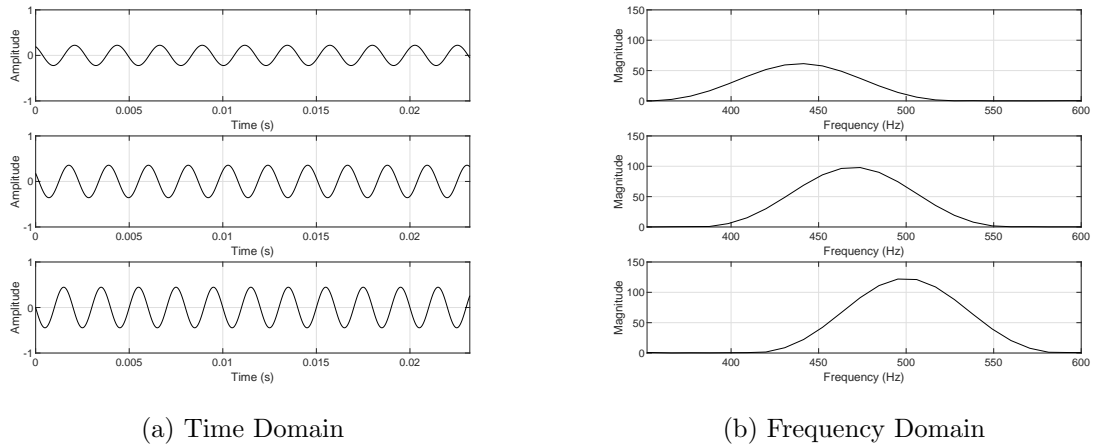 1
0
-1
Amplitude
0 0.005 0.01 0.015 0.02
Time (s)
1
0
-1
Amplitude
0 0.005 0.01 0.015 0.02
Time (s)
1
0
-1
Amplitude
0 0.005 0.01 0.015 0.02
Time (s)
(a) Time Domain
150
100
50
0
Magnitude
400 450 500 550 600
Frequency (Hz)
150
100
50
0
Magnitude
400 450 500 550 600
Frequency (Hz)
150
100
50
0
Magnitude
400 450 500 550 600
Frequency (Hz)
(b) Frequency Domain